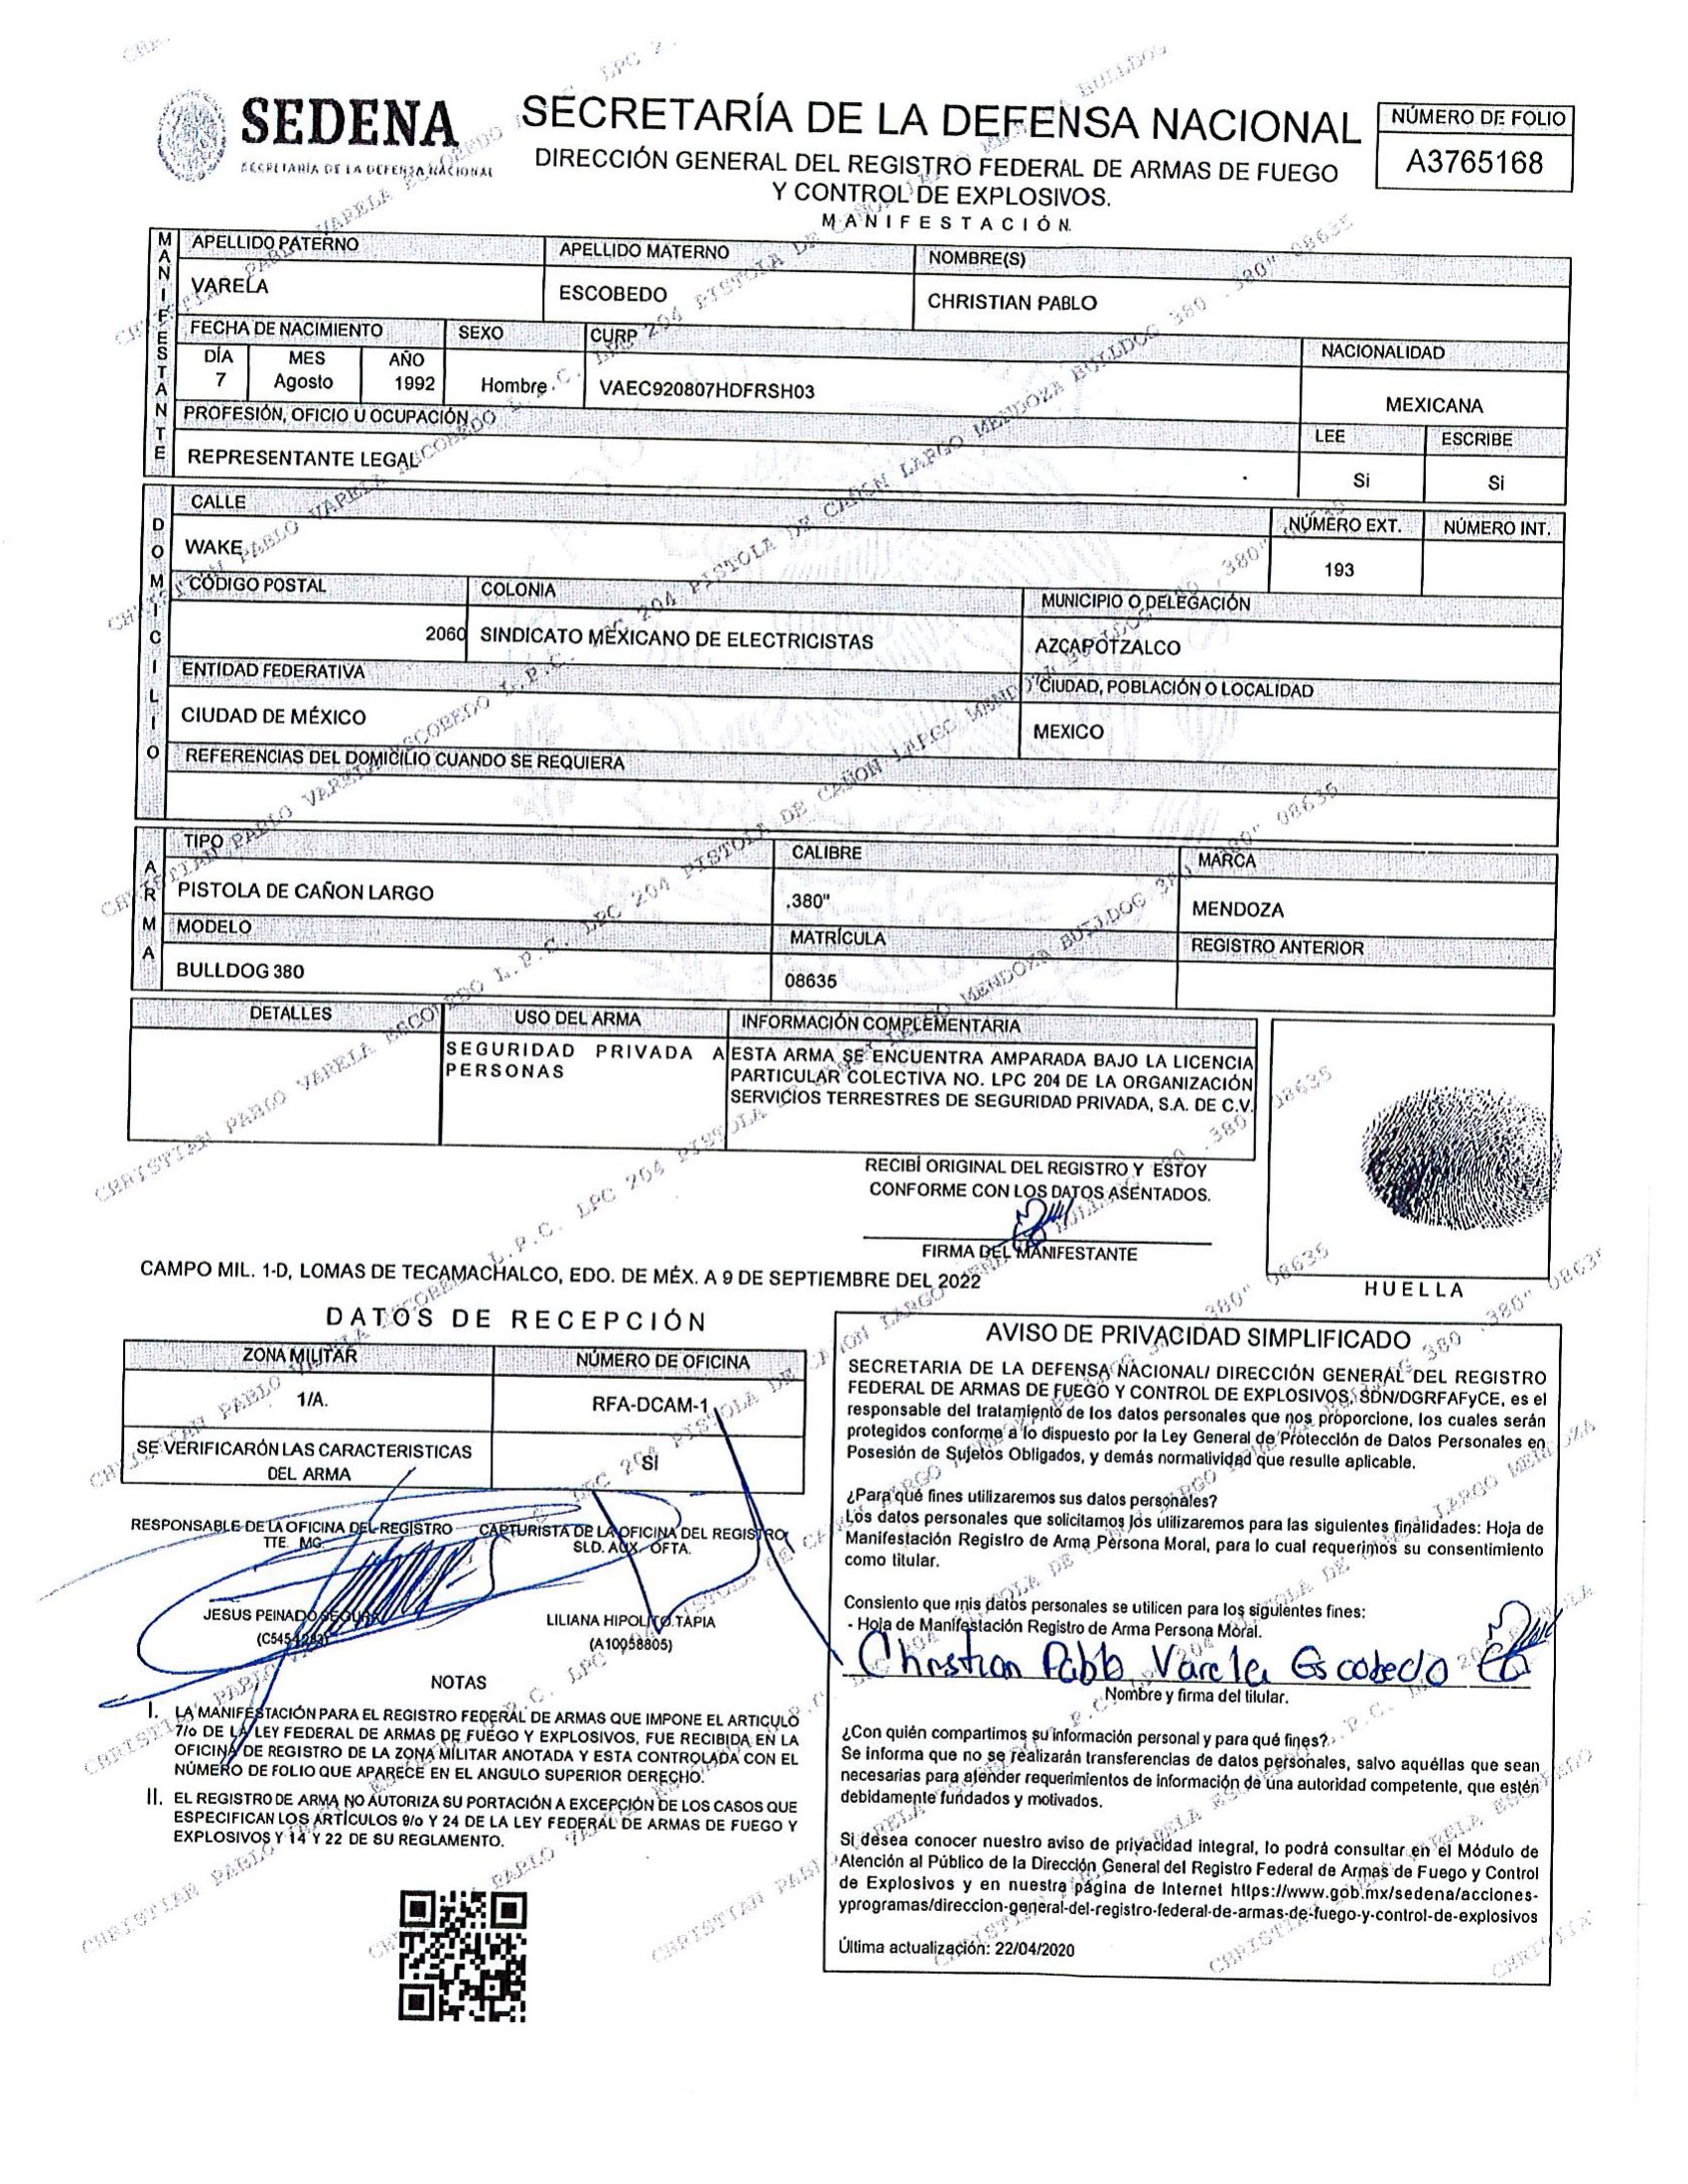 SEDENA
SECRETARÍA DE LA DEFENSA NACIONAL
SECRETARÍA DE LA DEFENSA NACIONAL
DIRECCIÓN GENERAL DEL REGISTRO FEDERAL DE ARMAS DE FUEGO
Y CONTROL DE EXPLOSIVOS.
MANIFESTACIÓN
NÚMERO DE FOLIO
A3765168
MANIFESTANTE
APELLIDO PATERNO APELLIDO MATERNO NOMBRE(S)
VARELA ESCOBEDO CHRISTIAN PABLO
FECHA DE NACIMIENTO SEXO CURP NACIONALIDAD
DÍA MES AÑO
7 Agosto 1992 Hombre VAEC920807HDFRSH03 MEXICANA
PROFESIÓN, OFICIO U OCUPACIÓN LEE ESCRIBE
REPRESENTANTE LEGAL Si Si
DOMICILIO
CALLE NÚMERO EXT. NÚMERO INT.
WAKE 193
CÓDIGO POSTAL COLONIA MUNICIPIO O DELEGACIÓN
2060 SINDICATO MEXICANO DE ELECTRICISTAS AZCAPOTZALCO
ENTIDAD FEDERATIVA CIUDAD, POBLACIÓN O LOCALIDAD
CIUDAD DE MÉXICO MEXICO
REFERENCIAS DEL DOMICILIO CUANDO SE REQUIERA
ARMA
TIPO CALIBRE MARCA
PISTOLA DE CAÑON LARGO .380" MENDOZA
MODELO MATRÍCULA REGISTRO ANTERIOR
BULLDOG 380 08635
DETALLES USO DEL ARMA INFORMACIÓN COMPLEMENTARIA
SEGURIDAD PRIVADA A PERSONAS
ESTA ARMA SE ENCUENTRA AMPARADA BAJO LA LICENCIA
PARTICULAR COLECTIVA NO. LPC 204 DE LA ORGANIZACIÓN
SERVICIOS TERRESTRES DE SEGURIDAD PRIVADA, S.A. DE C.V.
RECIBÍ ORIGINAL DEL REGISTRO Y ESTOY
CONFORME CON LOS DATOS ASENTADOS.
FIRMA DEL MANIFESTANTE
HUELLA
CAMPO MIL. 1-D, LOMAS DE TECAMACHALCO, EDO. DE MÉX. A 9 DE SEPTIEMBRE DEL 2022
DATOS DE RECEPCIÓN
ZONA MILITAR NÚMERO DE OFICINA
1/A. RFA-DCAM-1
SE VERIFICARÓN LAS CARACTERISTICAS
DEL ARMA
SI
RESPONSABLE DE LA OFICINA DEL REGISTRO
TTE. MG.
JESUS PEINADO SEGURA
CAPTURISTA DE LA OFICINA DEL REGISTRO
SLD. AUX. OFTA.
LILIANA HIPOLITO TAPIA
(A10058805)
NOTAS
I. LA MANIFESTACIÓN PARA EL REGISTRO FEDERAL DE ARMAS QUE IMPONE EL ARTICULO
7/o DE LA LEY FEDERAL DE ARMAS DE FUEGO Y EXPLOSIVOS, FUE RECIBIDA EN LA
OFICINA DE REGISTRO DE LA ZONA MILITAR ANOTADA Y ESTA CONTROLADA CON EL
NÚMERO DE FOLIO QUE APARECE EN EL ANGULO SUPERIOR DERECHO.
II. EL REGISTRO DE ARMA NO AUTORIZA SU PORTACIÓN A EXCEPCIÓN DE LOS CASOS QUE
ESPECIFICAN LOS ARTÍCULOS 9/o Y 24 DE LA LEY FEDERAL DE ARMAS DE FUEGO Y
EXPLOSIVOS Y 14 Y 22 DE SU REGLAMENTO.
AVISO DE PRIVACIDAD SIMPLIFICADO
SECRETARIA DE LA DEFENSA NACIONAL/ DIRECCIÓN GENERAL DEL REGISTRO
FEDERAL DE ARMAS DE FUEGO Y CONTROL DE EXPLOSIVOS, SDN/DGRFAFyCE, es el
responsable del tratamiento de los datos personales que nos proporcione, los cuales serán
protegidos conforme a lo dispuesto por la Ley General de Protección de Datos Personales en
Posesión de Sujetos Obligados, y demás normatividad que resulte aplicable.
¿Para qué fines utilizaremos sus datos personales?
Los datos personales que solicitamos los utilizaremos para las siguientes finalidades: Hoja de
Manifestación Registro de Arma Persona Moral, para lo cual requerimos su consentimiento
como titular.
Consiento que mis datos personales se utilicen para los siguientes fines:
- Hoja de Manifestación Registro de Arma Persona Moral.
Christian Pablo Varela Escobedo
Nombre y firma del titular.
¿Con quién compartimos su información personal y para qué fines?
Se informa que no se realizarán transferencias de datos personales, salvo aquéllas que sean
necesarias para atender requerimientos de información de una autoridad competente, que estén
debidamente fundados y motivados.
Si desea conocer nuestro aviso de privacidad integral, lo podrá consultar en el Módulo de
Atención al Público de la Dirección General del Registro Federal de Armas de Fuego y Control
de Explosivos y en nuestra página de Internet https://www.gob.mx/sedena/acciones-
yprogramas/direccion-general-del-registro-federal-de-armas-de-fuego-y-control-de-explosivos
Última actualización: 22/04/2020